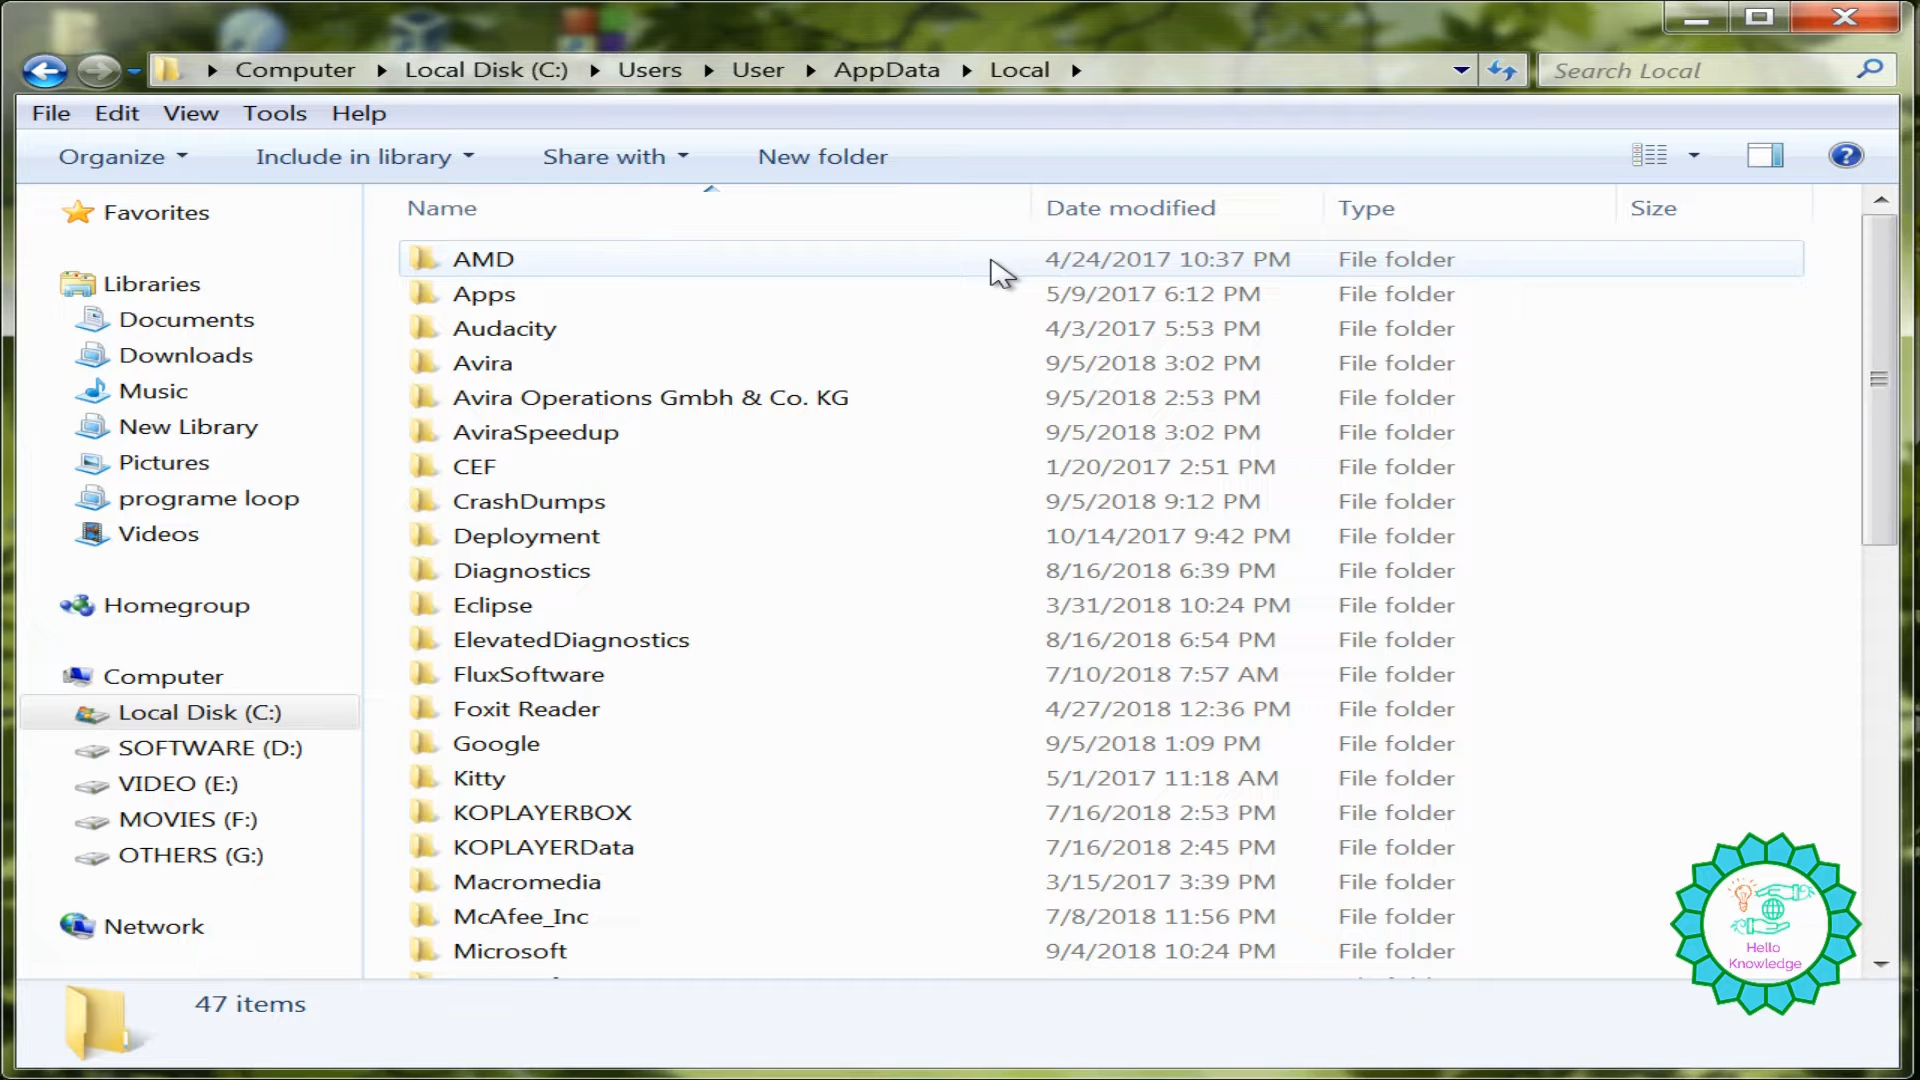 Computer Local Disk (C:) Users User AppData Local
Search Local
File Edit View Tools Help
Organize Include in library Share with New folder
Name Date modified Type Size
Favorites
Libraries
Documents
Downloads
Music
New Library
Pictures
programe loop
Videos
Homegroup
Computer
Local Disk (C:)
SOFTWARE (D:)
VIDEO (E:)
MOVIES (F:)
OTHERS (G:)
Network
AMD 4/24/2017 10:37 PM File folder
Apps 5/9/2017 6:12 PM File folder
Audacity 4/3/2017 5:53 PM File folder
Avira 9/5/2018 3:02 PM File folder
Avira Operations Gmbh & Co. KG 9/5/2018 2:53 PM File folder
AviraSpeedup 9/5/2018 3:02 PM File folder
CEF 1/20/2017 2:51 PM File folder
CrashDumps 9/5/2018 9:12 PM File folder
Deployment 10/14/2017 9:42 PM File folder
Diagnostics 8/16/2018 6:39 PM File folder
Eclipse 3/31/2018 10:24 PM File folder
ElevatedDiagnostics 8/16/2018 6:54 PM File folder
FluxSoftware 7/10/2018 7:57 AM File folder
Foxit Reader 4/27/2018 12:36 PM File folder
Google 9/5/2018 1:09 PM File folder
Kitty 5/1/2017 11:18 AM File folder
KOPLAYERBOX 7/16/2018 2:53 PM File folder
KOPLAYERData 7/16/2018 2:45 PM File folder
Macromedia 3/15/2017 3:39 PM File folder
McAfee_Inc 7/8/2018 11:56 PM File folder
Microsoft 9/4/2018 10:24 PM File folder
Hello
Knowledge
47 items